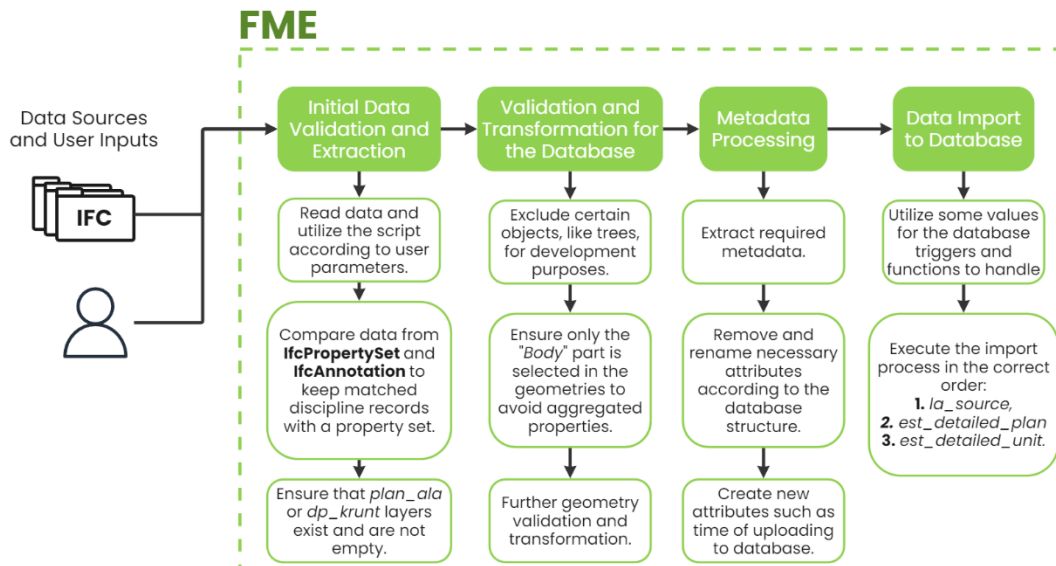 FME
Data Sources
and User Inputs
IFC
Initial Data
Validation and
Extraction
Read data and
utilize the script
according to user
parameters.
Compare data from
IfcPropertySet and
IfcAnnotation to
keep matched
discipline records
with a property set.
Ensure that plan_ala
or dp_krunt layers
exist and are not
empty.
Validation and
Transformation for
the Database
Exclude certain
objects, like trees,
for development
purposes.
Ensure only the
"Body" part is
selected in the
geometries to
avoid aggregated
properties.
Further geometry
validation and
transformation.
Metadata
Processing
Extract required
metadata.
Remove and
rename necessary
attributes
according to the
database
structure.
Create new
attributes such as
time of uploading
to database.
Data Import
to Database
Utilize some values
for the database
triggers and
functions to handle
Execute the import
process in the correct
order:
1. la_source,
2. est_detailed_plan
3. est_detailed_unit.